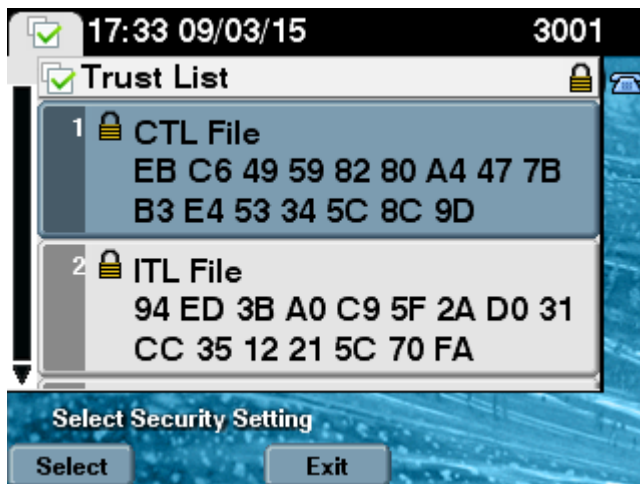 17:33 09/03/15 3001
Trust List
1 CTL File
EB C6 49 59 82 80 A4 47 7B
B3 E4 53 34 5C 8C 9D
2 ITL File
94 ED 3B A0 C9 5F 2A D0 31
CC 35 12 21 5C 70 FA
Select Security Setting
Select Exit